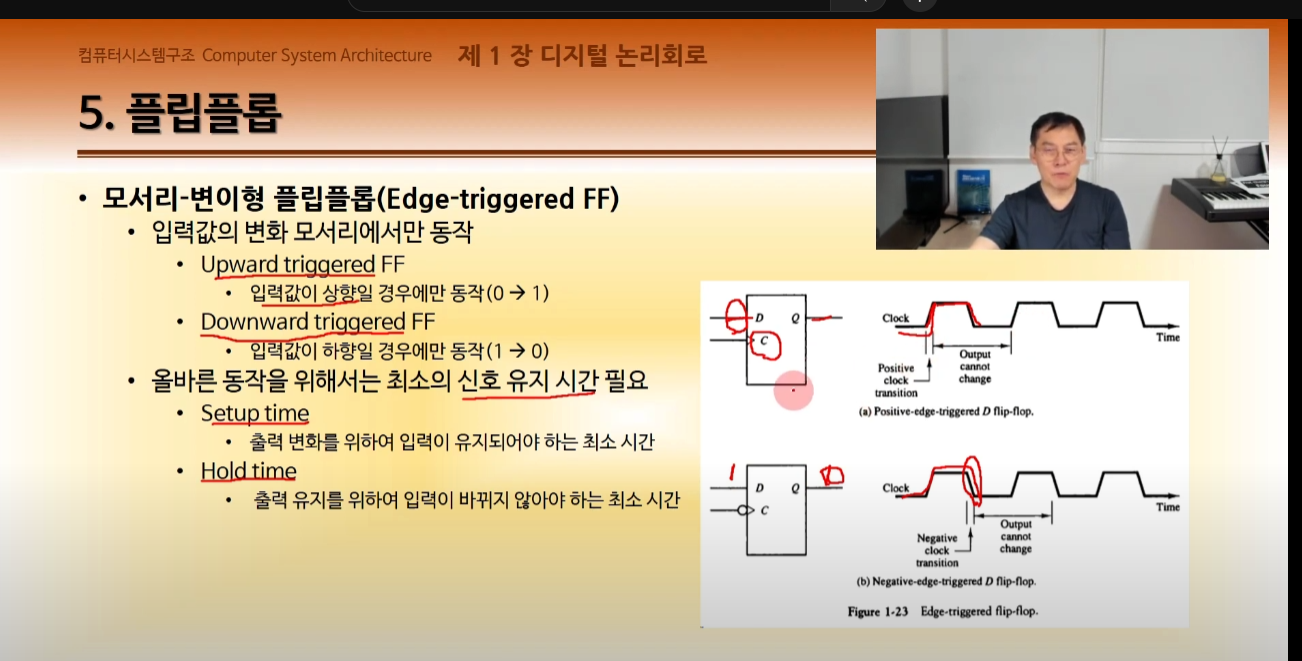 컴퓨터시스템구조 Computer System Architecture 제 1 장 디지털 논리회로
5. 플립플롭
• 모서리-변이형 플립플롭(Edge-triggered FF)
• 입력값의 변화 모서리에서만 동작
• Upward triggered FF
• 입력값이 상향일 경우에만 동작(0 → 1)
• Downward triggered FF
• 입력값이 하향일 경우에만 동작(1 → 0)
• 올바른 동작을 위해서는 최소의 신호 유지 시간 필요
• Setup time
• 출력 변화를 위하여 입력이 유지되어야 하는 최소 시간
• Hold time
• 출력 유지를 위하여 입력이 바뀌지 않아야 하는 최소 시간
D Q
C
Clock
Time
Positive
clock
transition
Output
cannot
change
(a) Positive-edge-triggered D flip-flop.
1
D Q
C
Clock
Time
Negative
clock
transition
Output
cannot
change
(b) Negative-edge-triggered D flip-flop.
Figure 1-23 Edge-triggered flip-flop.